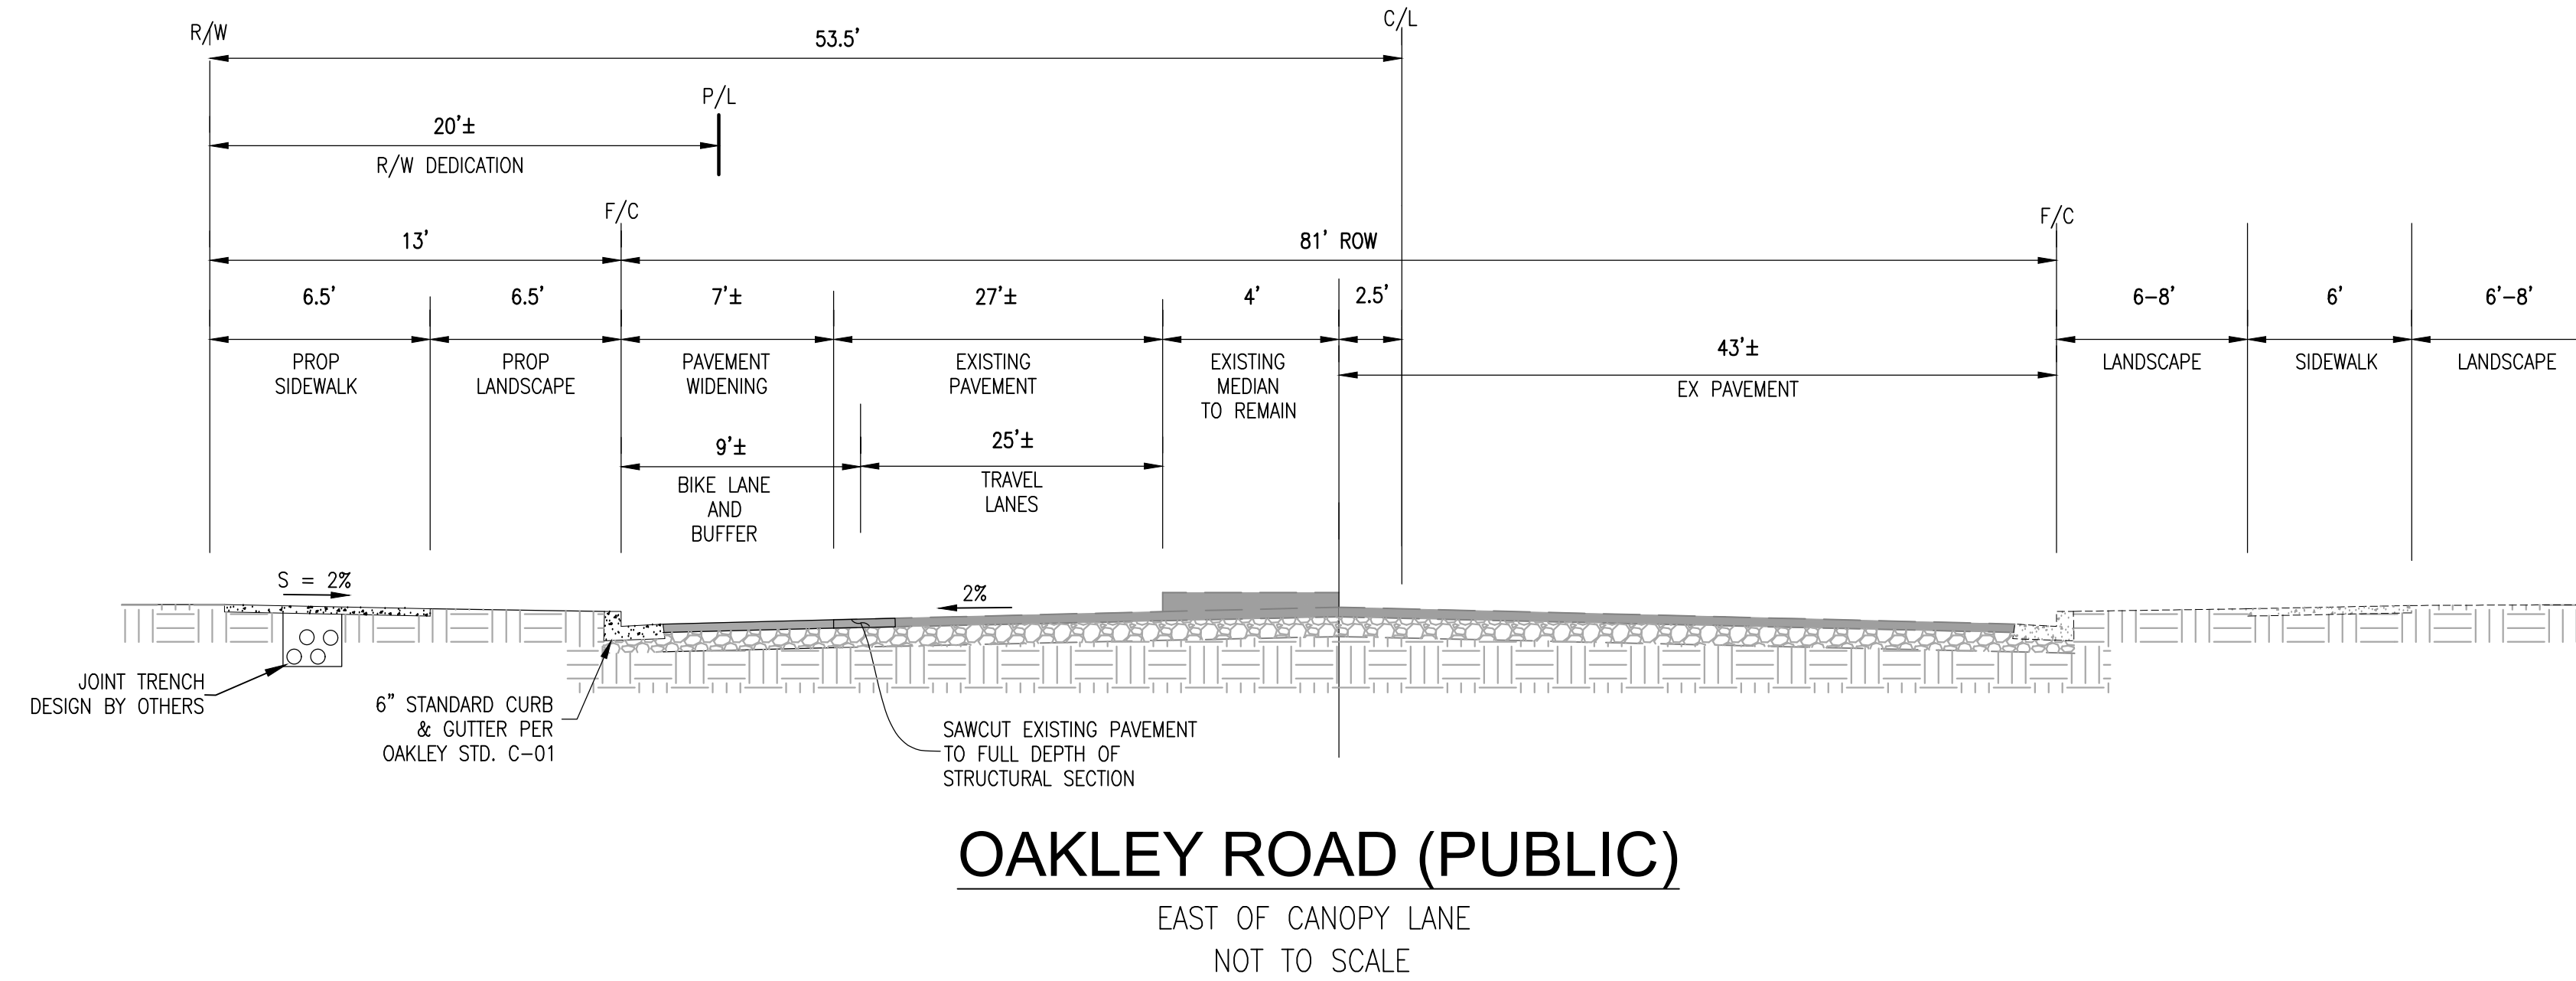 R/W
C/L
53.5'
P/L
20'±
R/W DEDICATION
F/C
F/C
13'
81' ROW
6.5'
6.5'
7'±
27'±
4'
2.5'
6-8'
6'
6'-8'
PROP
SIDEWALK
PROP
LANDSCAPE
PAVEMENT
WIDENING
EXISTING
PAVEMENT
EXISTING
MEDIAN
TO REMAIN
43'±
EX PAVEMENT
LANDSCAPE
SIDEWALK
LANDSCAPE
9'±
BIKE LANE
AND
BUFFER
25'±
TRAVEL
LANES
S = 2%
2%
JOINT TRENCH
DESIGN BY OTHERS
6" STANDARD CURB
& GUTTER PER
OAKLEY STD. C-01
SAWCUT EXISTING PAVEMENT
TO FULL DEPTH OF
STRUCTURAL SECTION
OAKLEY ROAD (PUBLIC)
EAST OF CANOPY LANE
NOT TO SCALE